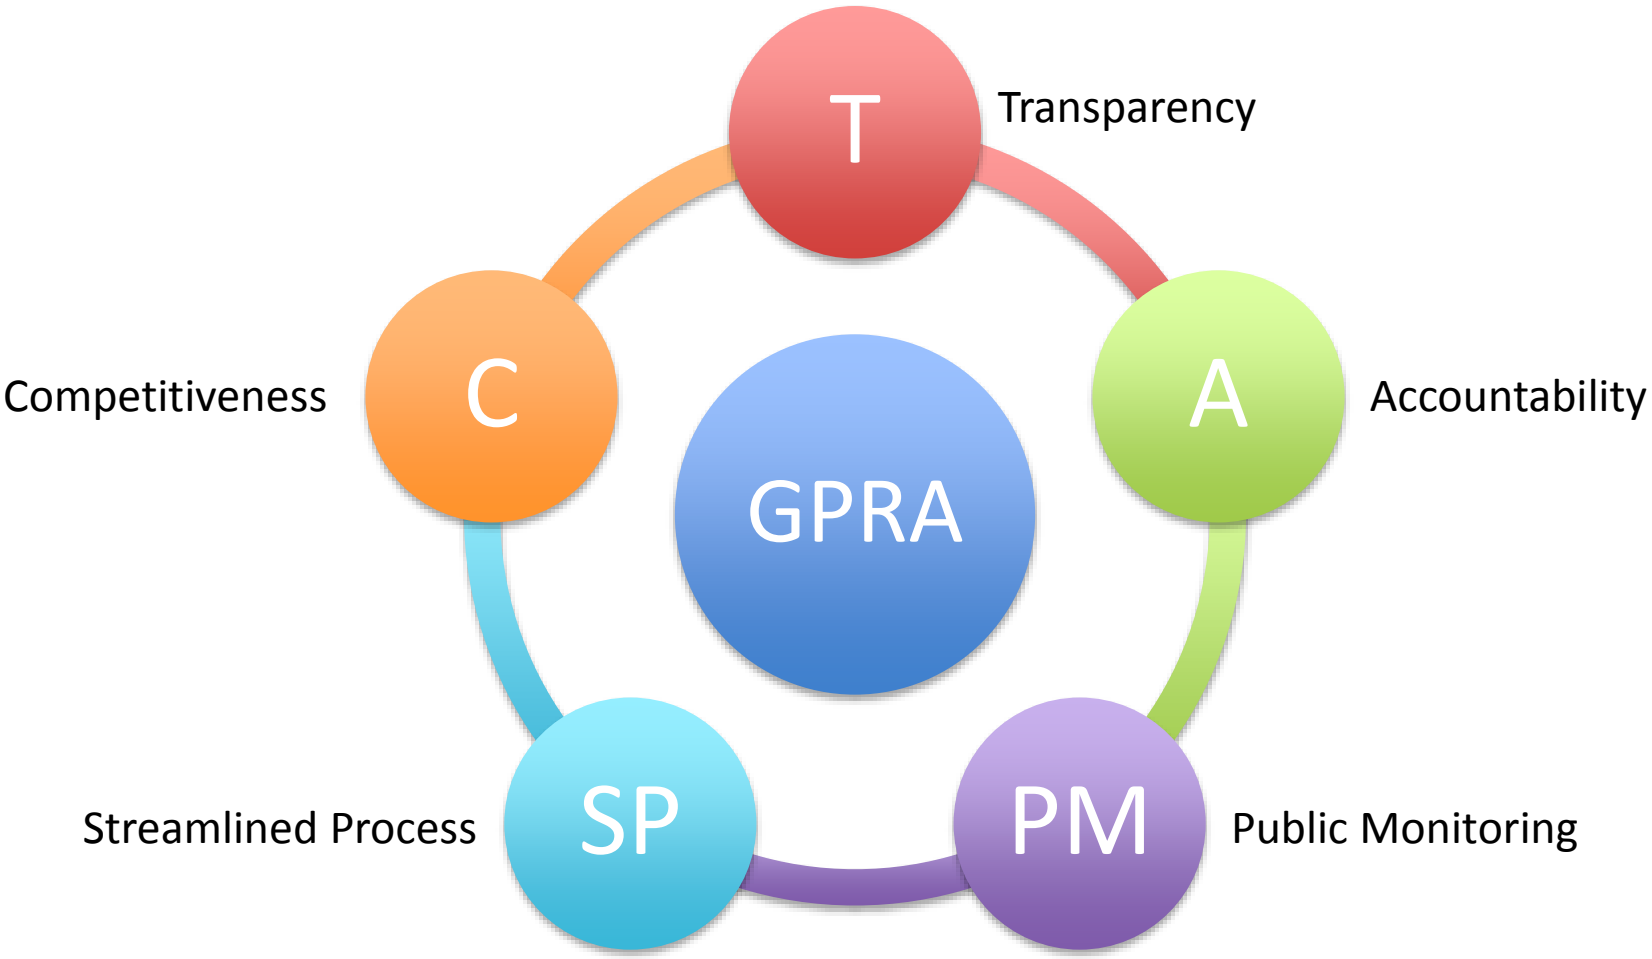 T
Transparency
C
Competitiveness
A
Accountability
GPRA
SP
Streamlined Process
PM
Public Monitoring